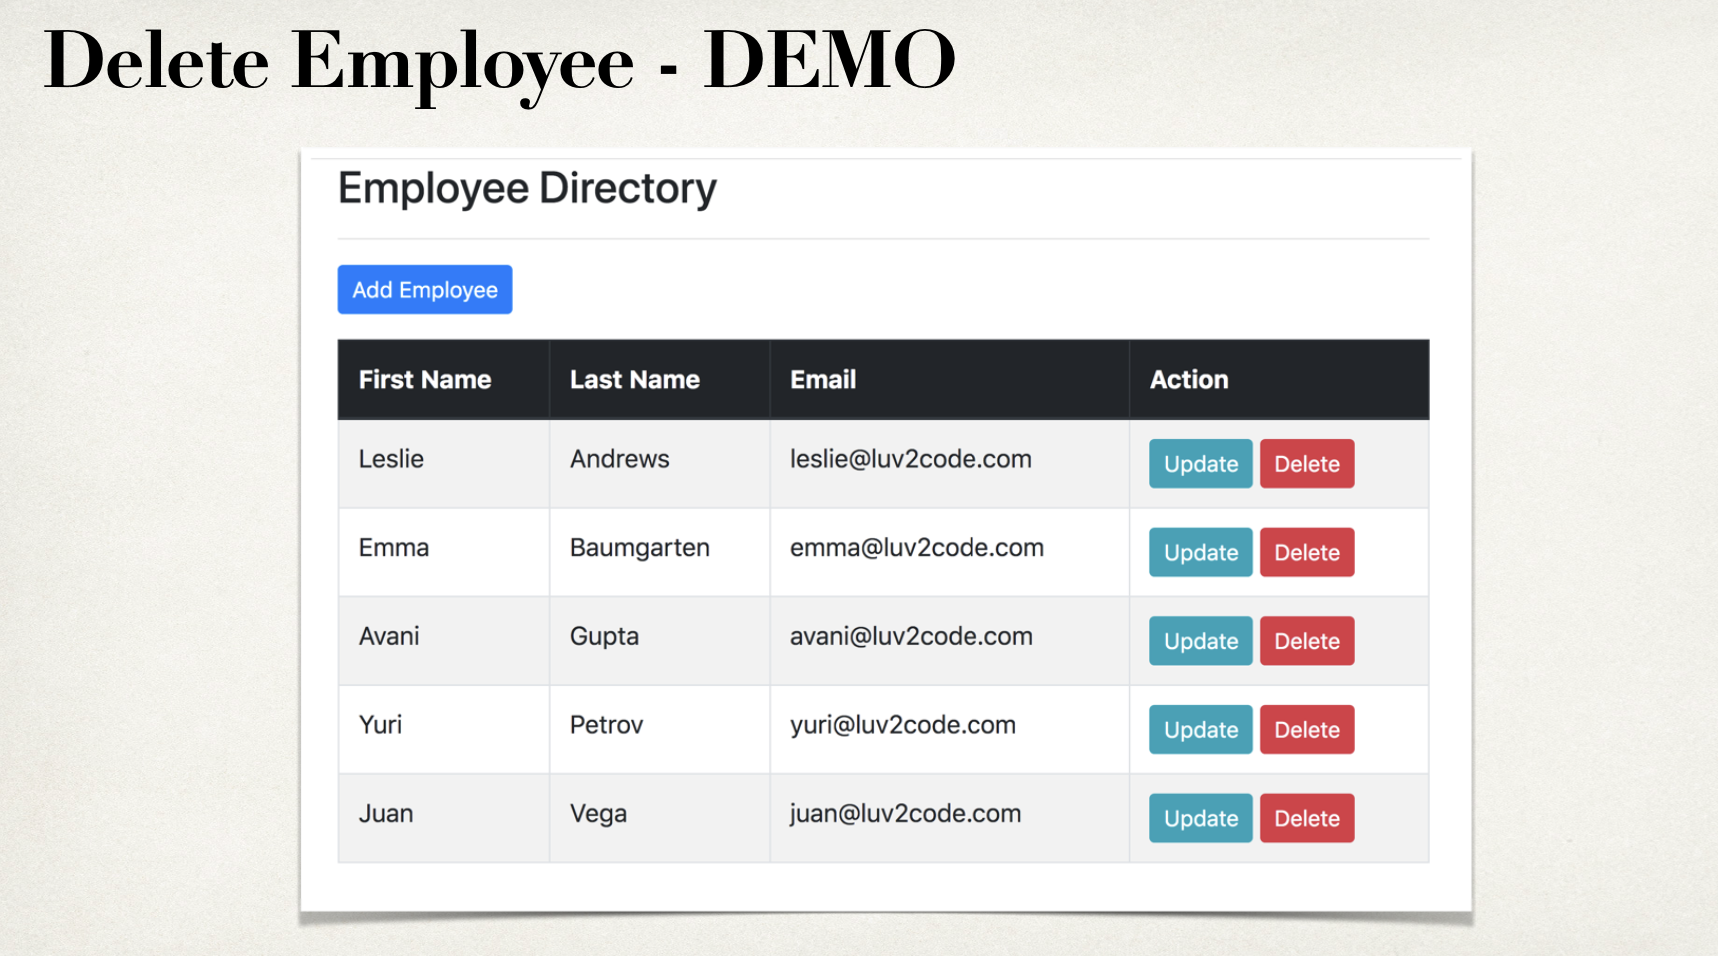 Delete Employee - DEMO
Employee Directory
Add Employee
First Name Last Name Email Action
Leslie Andrews leslie@luv2code.com Update Delete
Emma Baumgarten emma@luv2code.com Update Delete
Avani Gupta avani@luv2code.com Update Delete
Yuri Petrov yuri@luv2code.com Update Delete
Juan Vega juan@luv2code.com Update Delete